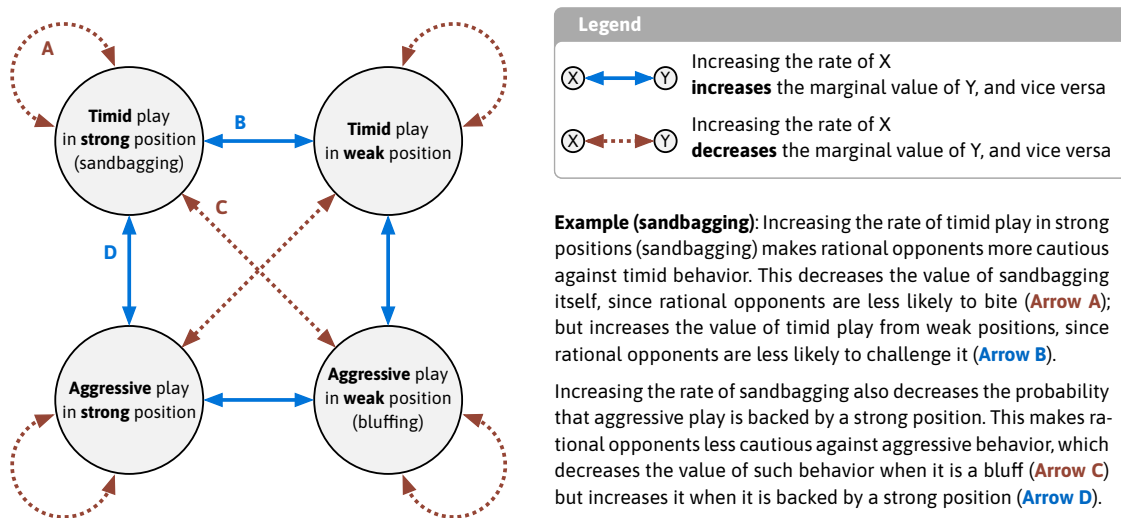 A
Timid play
in strong position
(sandbagging)
B
Timid play
in weak position
C
D
Aggressive play
in strong position
Aggressive play
in weak position
(bluffing)
Legend
X Y Increasing the rate of X
increases the marginal value of Y, and vice versa
X Y Increasing the rate of X
decreases the marginal value of Y, and vice versa
Example (sandbagging): Increasing the rate of timid play in strong
positions (sandbagging) makes rational opponents more cautious
against timid behavior. This decreases the value of sandbagging
itself, since rational opponents are less likely to bite (Arrow A);
but increases the value of timid play from weak positions, since
rational opponents are less likely to challenge it (Arrow B).
Increasing the rate of sandbagging also decreases the probability
that aggressive play is backed by a strong position. This makes ra-
tional opponents less cautious against aggressive behavior, which
decreases the value of such behavior when it is a bluff (Arrow C)
but increases it when it is backed by a strong position (Arrow D).